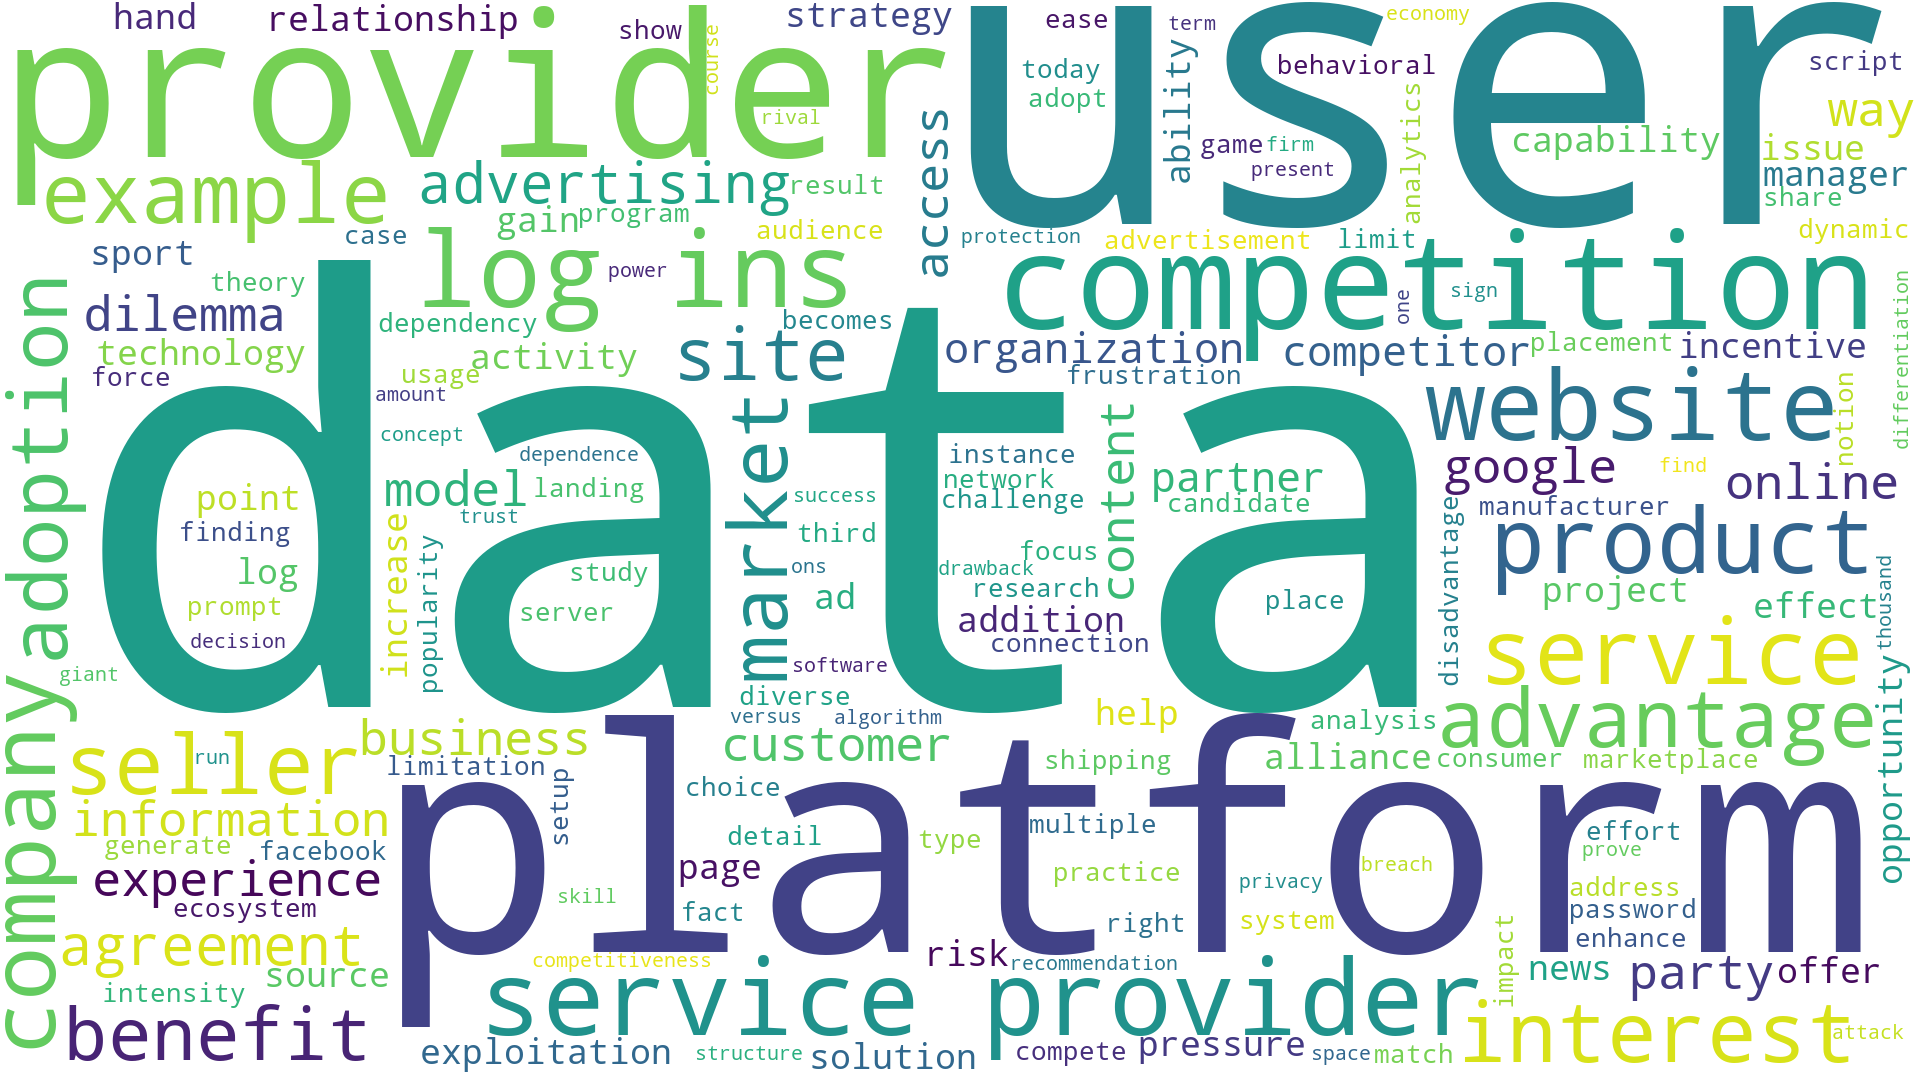 provider
user
hand
relationship
show
course
strategy
ease
term
economy
today
adopt
ability
behavioral
script
way
rival
access
game
firm
present
analytics
capability
issue
manager
share
example
advertising
result
gain
program
audience
protection
advertisement
limit
dynamic
sport
case
log ins
power
competition
one
sign
differentiation
theory
dilemma
dependency
becomes
technology
activity
site
organization
frustration
competitor
placement
incentive
force
usage
amount
adoption
data
concept
dependence
market
instance
network
challenge
content
partner
candidate
website
notion
google
find
online
point
finding
model
landing
trust
success
third
manufacturer
product
disadvantage
log
prompt
decision
increase
popularity
study
server
ons
ad
drawback
focus
research
addition
connection
place
project
effect
thousand
service
giant
software
diverse
versus
algorithm
help
analysis
advantage
opportunity
company
seller
run
business
limitation
customer
shipping
alliance
consumer
marketplace
platform
information
generate
facebook
setup
choice
detail
type
multiple
effort
prove
experience
ecosystem
skill
page
fact
practice
privacy
breach
address
password
enhance
right
system
agreement
source
intensity
competitiveness
risk
recommendation
impact
news
party
offer
benefit
service provider
interest
attack
exploitation
structure
solution
compete
pressure
space
match